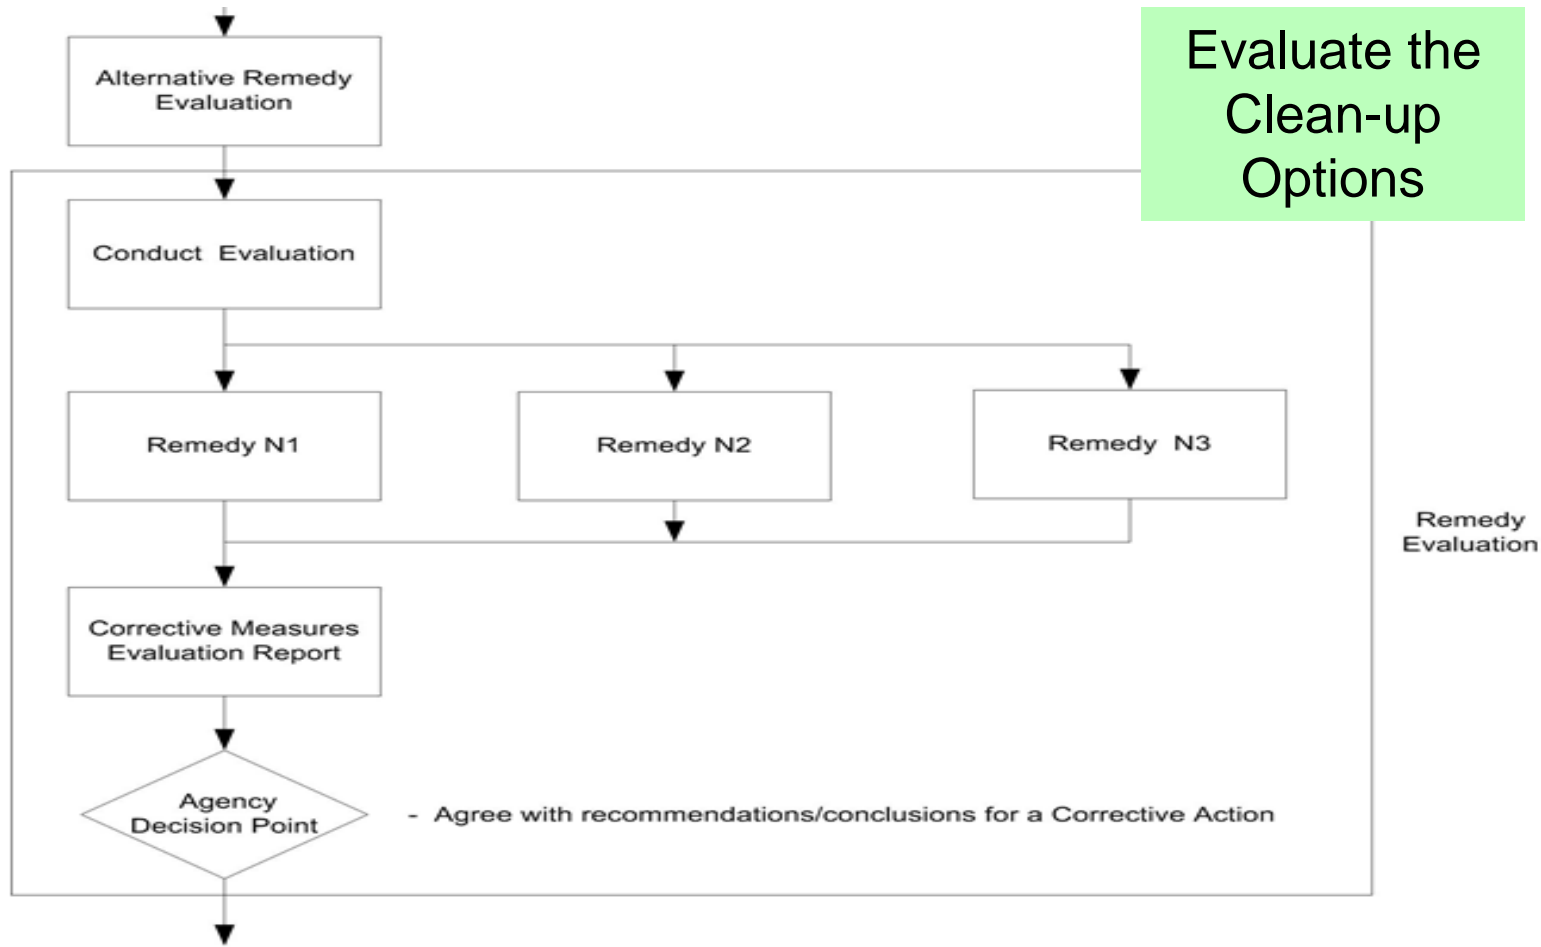 Evaluate the
Clean-up
Options
Alternative Remedy
Evaluation
Conduct Evaluation
Remedy N1
Remedy N2
Remedy N3
Remedy
Evaluation
Corrective Measures
Evaluation Report
Agency
Decision Point
- Agree with recommendations/conclusions for a Corrective Action